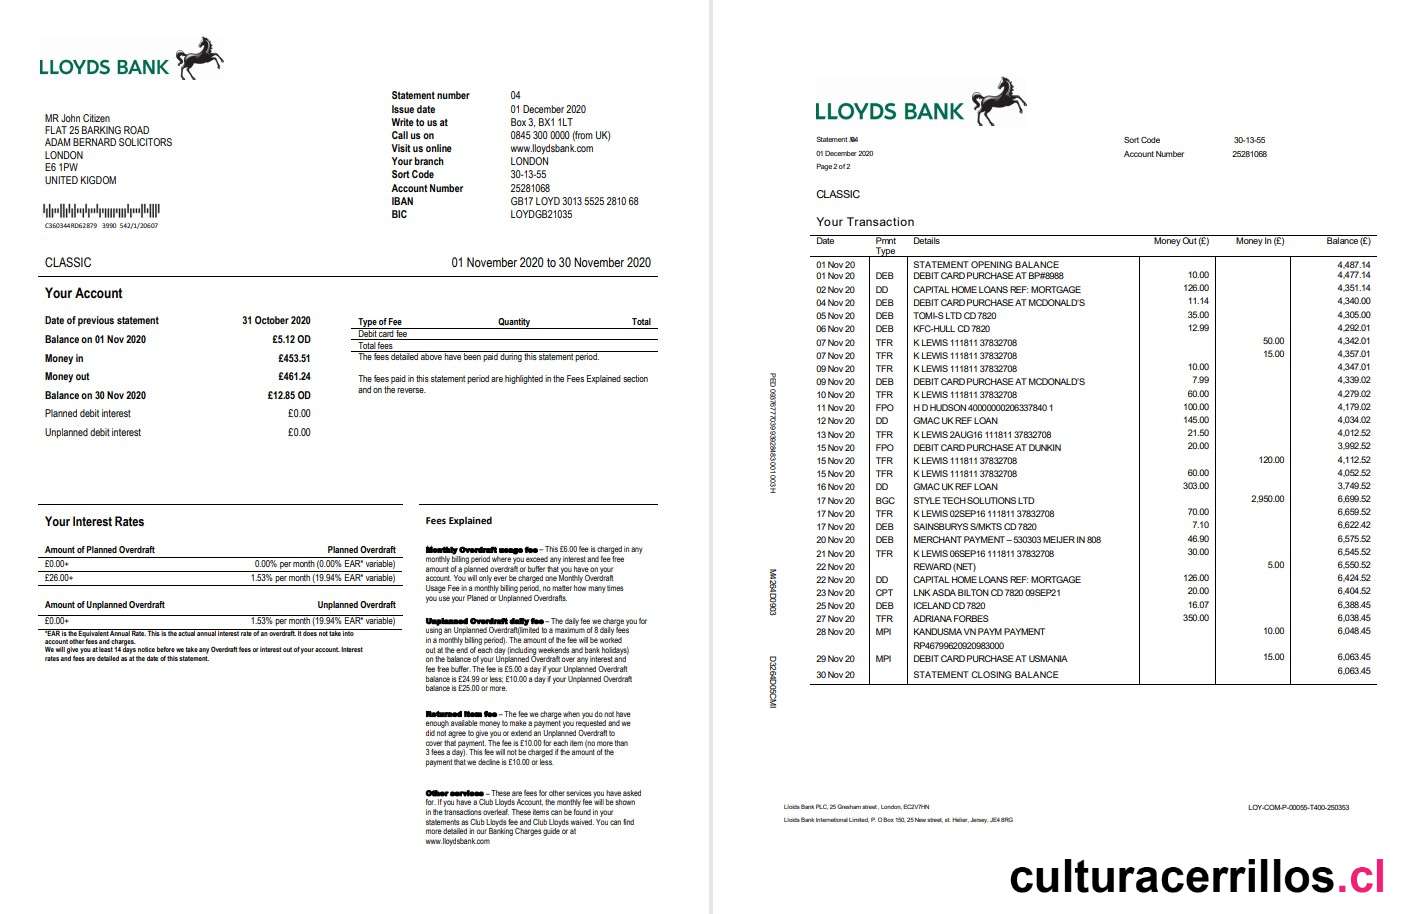 LLOYDS BANK
MR John Citizen
FLAT 25 BARKING ROAD
ADAM BERNARD SOLICITORS
LONDON
E6 1PW
UNITED KIGDOM
C360344RD62879 3990 542/1/20607
Statement number 04
Issue date 01 December 2020
Write to us at Box 3, BX1 1LT
Call us on 0845 300 0000 (from UK)
Visit us online www.lloydsbank.com
Your branch LONDON
Sort Code 30-13-55
Account Number 25281068
IBAN GB17 LOYD 3013 5525 2810 68
BIC LOYDGB21035
CLASSIC 01 November 2020 to 30 November 2020
Your Account
Date of previous statement 31 October 2020
Balance on 01 Nov 2020 £5.12 OD
Money in £453.51
Money out £461.24
Balance on 30 Nov 2020 £12.85 OD
Planned debit interest £0.00
Unplanned debit interest £0.00
Type of Fee Quantity Total
Debit card fee
Total fees
The fees detailed above have been paid during this statement period.
The fees paid in this statement period are highlighted in the Fees Explained section
and on the reverse.
Your Interest Rates
Amount of Planned Overdraft Planned Overdraft
£0.00+ 0.00% per month (0.00% EAR* variable)
£26.00+ 1.53% per month (19.94% EAR* variable)
Amount of Unplanned Overdraft Unplanned Overdraft
£0.00+ 1.53% per month (19.94% EAR* variable)
*EAR is the Equivalent Annual Rate. This is the actual annual interest rate of an overdraft. It does not take into
account other fees and charges.
We will give you at least 14 days notice before we take any Overdraft fees or interest out of your account. Interest
rates and fees are detailed as at the date of this statement.
Fees Explained
Monthly Overdraft usage fee – This £6.00 fee is charged in any
monthly billing period where you exceed any interest and fee free
amount of a planned overdraft or buffer that you have on your
account. You will only ever be charged one Monthly Overdraft
Usage Fee in a monthly billing period, no matter how many times
you use your Planed or Unplanned Overdrafts.
Unplanned Overdraft daily fee – The daily fee we charge you for
using an Unplanned Overdraft(limited to a maximum of 8 daily fees
in a monthly billing period). The amount of the fee will be worked
out at the end of each day (including weekends and bank holidays)
on the balance of your Unplanned Overdraft over any interest and
fee free buffer. The fee is £5.00 a day if your Unplanned Overdraft
balance is £24.99 or less; £10.00 a day if your Unplanned Overdraft
balance is £25.00 or more.
Returned item fee – The fee we charge when you do not have
enough available money to make a payment you requested and we
did not agree to give you or extend an Unplanned Overdraft to
cover that payment. The fee is £10.00 for each item (no more than
3 fees a day). This fee will not be charged if the amount of the
payment that we decline is £10.00 or less.
Other services – These are fees for other services you have asked
for. If you have a Club Lloyds Account, the monthly fee will be shown
in the transactions overleaf. These items can be found in your
statements as Club Lloyds fee and Club Lloyds waived. You can find
more detailed in our Banking Charges guide or at
www.lloydsbank.com
LLOYDS BANK
Statement 04
01 December 2020
Page 2 of 2
Sort Code 30-13-55
Account Number 25281068
CLASSIC
Your Transaction
Date Pmnt Type Details Money Out (£) Money In (£) Balance (£)
01 Nov 20 STATEMENT OPENING BALANCE 4,487.14
01 Nov 20 DEB DEBIT CARD PURCHASE AT BP#8988 10.00 4,477.14
02 Nov 20 DD CAPITAL HOME LOANS REF: MORTGAGE 126.00 4,351.14
04 Nov 20 DEB DEBIT CARD PURCHASE AT MCDONALD'S 11.14 4,340.00
05 Nov 20 DEB TOMI-S LTD CD 7820 35.00 4,305.00
06 Nov 20 DEB KFC-HULL CD 7820 12.99 4,292.01
07 Nov 20 TFR K LEWIS 111811 37832708 50.00 4,342.01
07 Nov 20 TFR K LEWIS 111811 37832708 15.00 4,357.01
09 Nov 20 TFR K LEWIS 111811 37832708 10.00 4,347.01
09 Nov 20 DEB DEBIT CARD PURCHASE AT MCDONALD'S 7.99 4,339.02
10 Nov 20 TFR K LEWIS 111811 37832708 60.00 4,279.02
11 Nov 20 FPO H D HUDSON 40000000206337840 1 100.00 4,179.02
12 Nov 20 DD GMAC UK REF LOAN 145.00 4,034.02
13 Nov 20 TFR K LEWIS 2AUG16 111811 37832708 21.50 4,012.52
15 Nov 20 FPO DEBIT CARD PURCHASE AT DUNKIN 20.00 3,992.52
15 Nov 20 TFR K LEWIS 111811 37832708 120.00 4,112.52
15 Nov 20 TFR K LEWIS 111811 37832708 60.00 4,052.52
16 Nov 20 DD GMAC UK REF LOAN 303.00 3,749.52
17 Nov 20 BGC STYLE TECH SOLUTIONS LTD 2,950.00 6,699.52
17 Nov 20 TFR K LEWIS 02SEP16 111811 37832708 70.00 6,659.52
17 Nov 20 DEB SAINSBURYS S/MKTS CD 7820 7.10 6,622.42
20 Nov 20 DEB MERCHANT PAYMENT – 530303 MEIJER IN 808 46.90 6,575.52
21 Nov 20 TFR K LEWIS 06SEP16 111811 37832708 30.00 6,545.52
22 Nov 20 REWARD (NET) 5.00 6,550.52
22 Nov 20 DD CAPITAL HOME LOANS REF: MORTGAGE 126.00 6,424.52
23 Nov 20 CPT LNK ASDA BILTON CD 7820 09SEP21 20.00 6,404.52
25 Nov 20 DEB ICELAND CD 7820 16.07 6,388.45
27 Nov 20 TFR ADRIANA FORBES 350.00 6,038.45
28 Nov 20 MPI KANDUSMA VN PAYM PAYMENT 10.00 6,048.45
RP46799620920983000
29 Nov 20 MPI DEBIT CARD PURCHASE AT USMANIA 15.00 6,063.45
30 Nov 20 STATEMENT CLOSING BALANCE 6,063.45
Lloids Bank PLC, 25 Gresham street, London, EC2V7HN
Lloids Bank International Limited, P. O Box 150, 25 New street, st. Helier, Jersey, JE4 8RG
LOY-COM-P-00055-T400-250353
culturacerrillos.cl